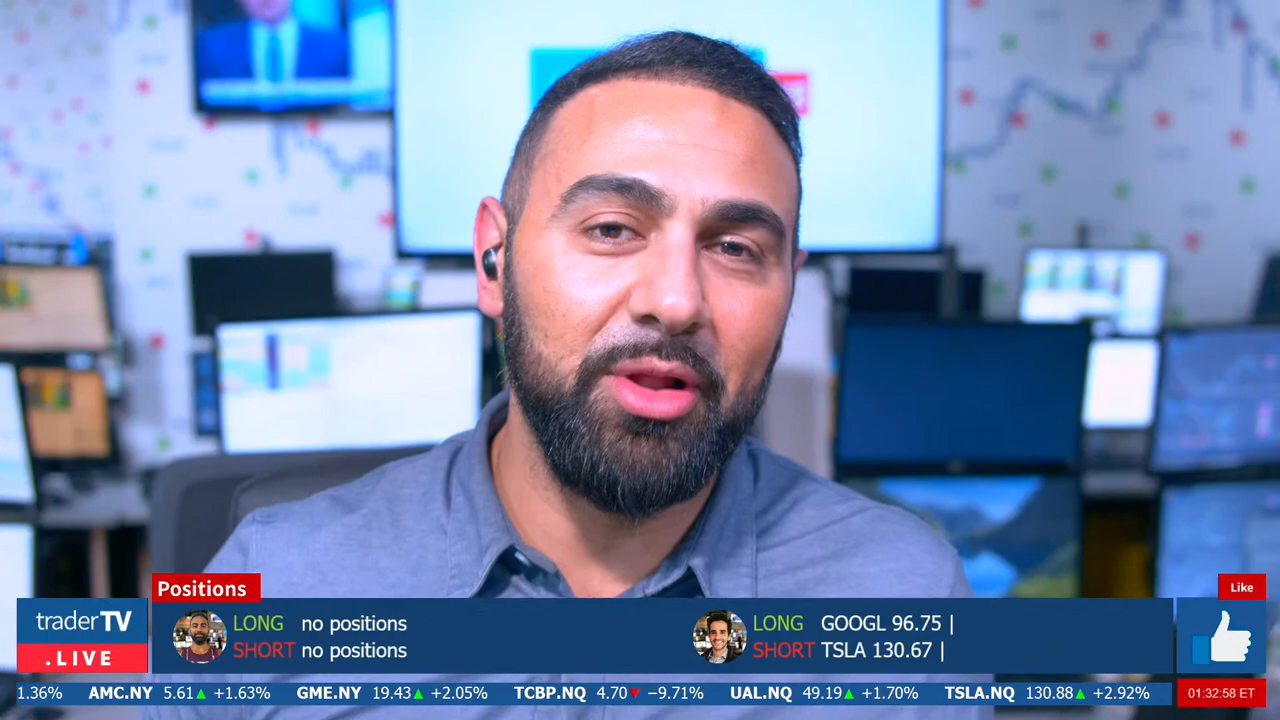 Positions
Like
traderTV
.LIVE
LONG no positions
SHORT no positions
LONG GOOGL 96.75 |
SHORT TSLA 130.67 |
1.36% AMC.NY 5.61▲ +1.63% GME.NY 19.43▲ +2.05% TCBP.NQ 4.70▼ −9.71% UAL.NQ 49.19▲ +1.70% TSLA.NQ 130.88▲ +2.92%
01:32:58 ET